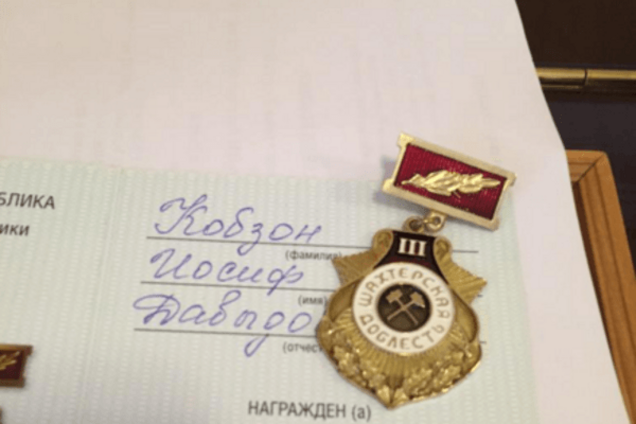 БЛИКА
ики
Кобзон
(фамилия
Иосиф
(имя)
Давыдо
(отчес
НАГРАЖДЕН (а)
III
ШАХТЕРСКАЯ
ДОБЛЕСТЬ